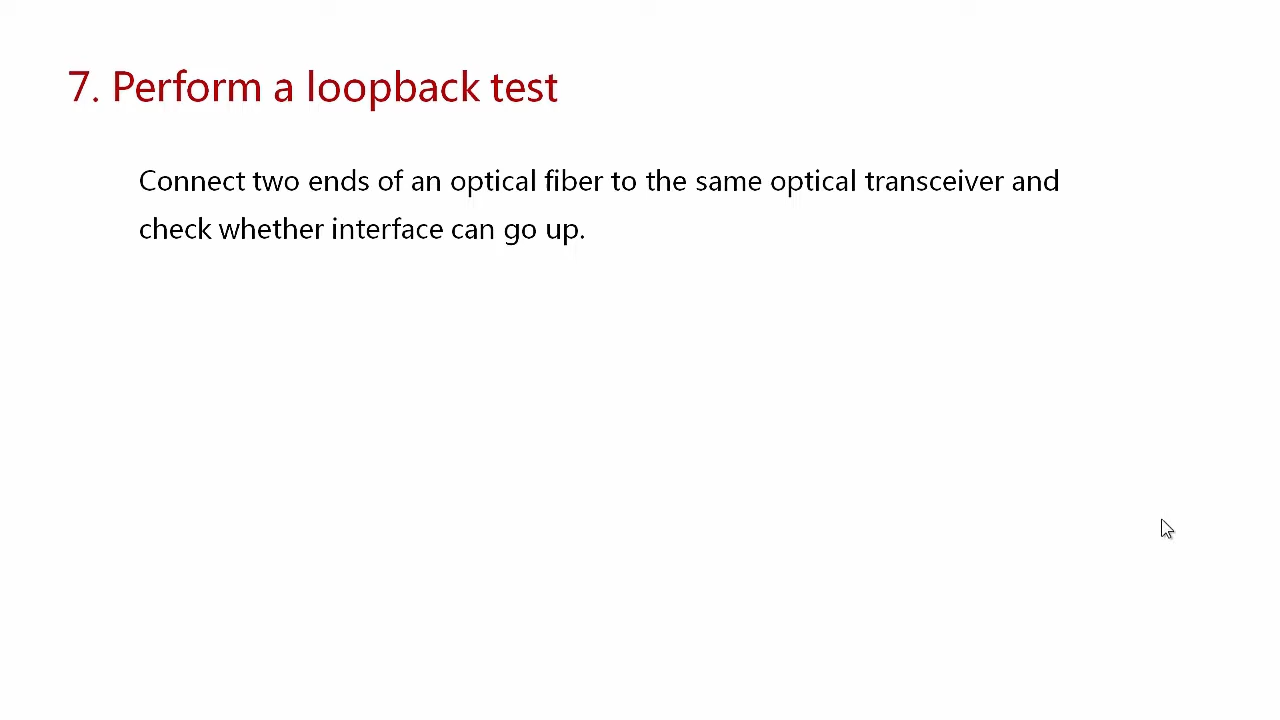 7. Perform a loopback test
Connect two ends of an optical fiber to the same optical transceiver and
check whether interface can go up.